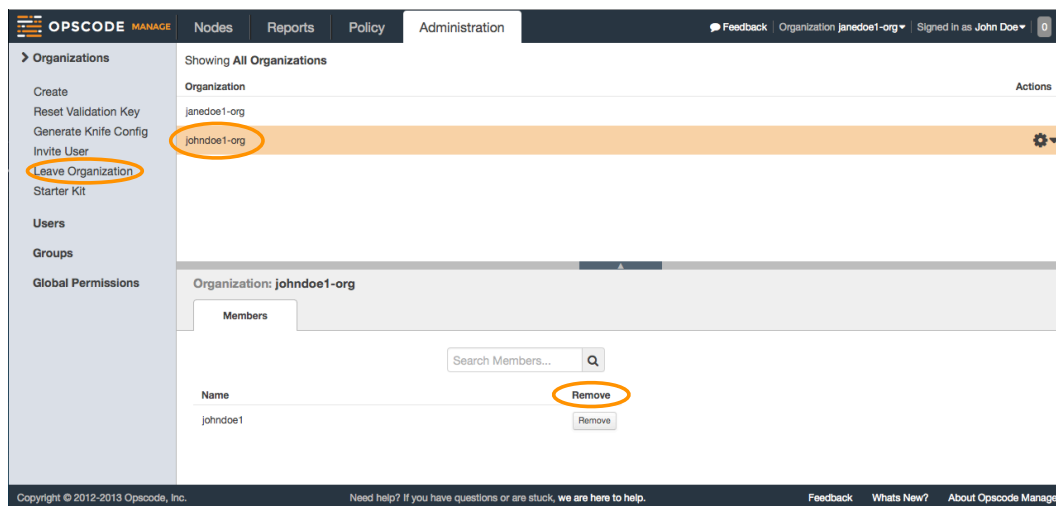 OPSCODE MANAGE Nodes Reports Policy Administration Feedback Organization janedoe1-org Signed in as John Doe 0
Organizations
Create
Reset Validation Key
Generate Knife Config
Invite User
Leave Organization
Starter Kit
Users
Groups
Global Permissions
Showing All Organizations
Organization Actions
janedoe1-org
johndoe1-org
Organization: johndoe1-org
Members
Search Members...
Name Remove
johndoe1 Remove
Copyright © 2012-2013 Opscode, Inc. Need help? If you have questions or are stuck, we are here to help. Feedback Whats New? About Opscode Manage